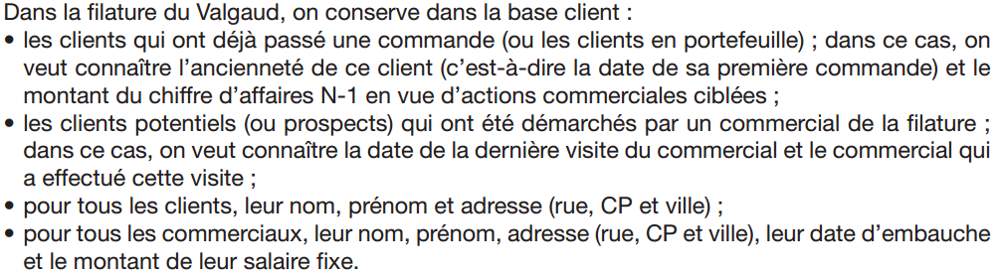 Dans la filature du Valgaud, on conserve dans la base client :
• les clients qui ont déjà passé une commande (ou les clients en portefeuille) ; dans ce cas, on
veut connaître l’ancienneté de ce client (c’est-à-dire la date de sa première commande) et le
montant du chiffre d’affaires N-1 en vue d’actions commerciales ciblées ;
• les clients potentiels (ou prospects) qui ont été démarchés par un commercial de la filature ;
dans ce cas, on veut connaître la date de la dernière visite du commercial et le commercial qui
a effectué cette visite ;
• pour tous les clients, leur nom, prénom et adresse (rue, CP et ville) ;
• pour tous les commerciaux, leur nom, prénom, adresse (rue, CP et ville), leur date d’embauche
et le montant de leur salaire fixe.